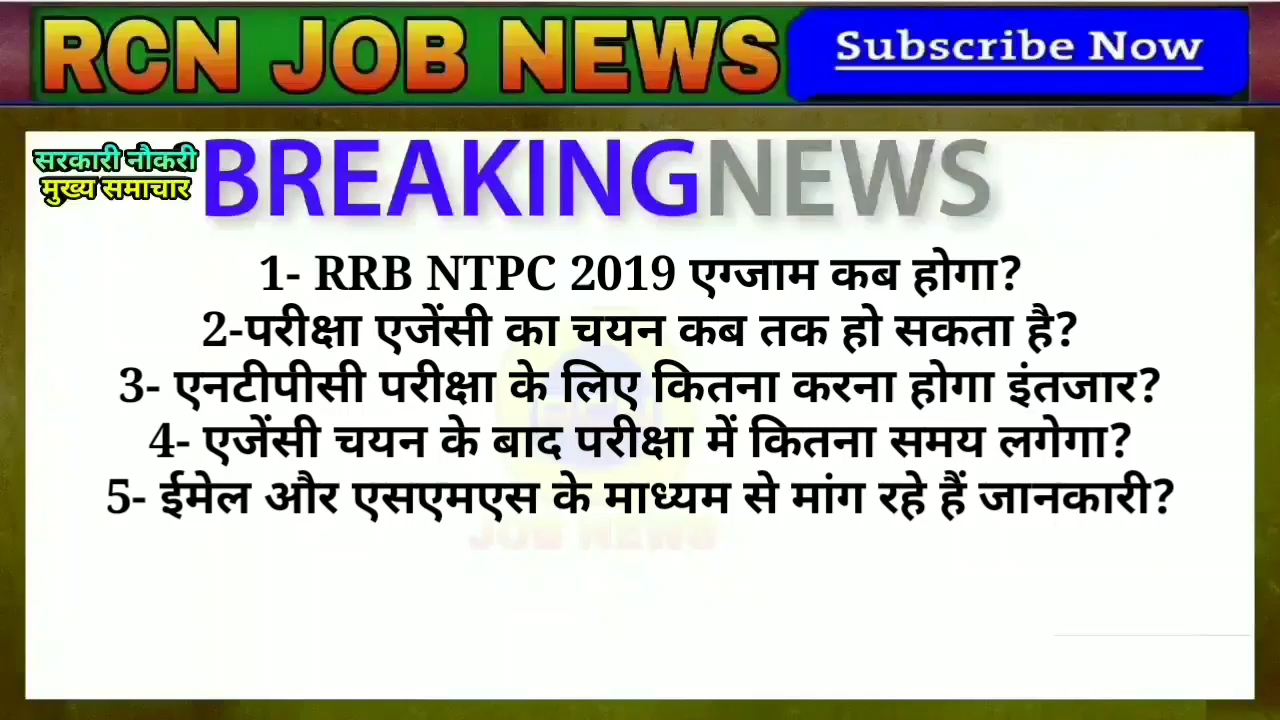 RCN JOB NEWS
Subscribe Now
सरकारी नौकरी
मुख्य समाचार
BREAKINGNEWS
1- RRB NTPC 2019 एग्जाम कब होगा?
2-परीक्षा एजेंसी का चयन कब तक हो सकता है?
3- एनटीपीसी परीक्षा के लिए कितना करना होगा इंतजार?
4- एजेंसी चयन के बाद परीक्षा में कितना समय लगेगा?
5- ईमेल और एसएमएस के माध्यम से मांग रहे हैं जानकारी?
JOB NEWS